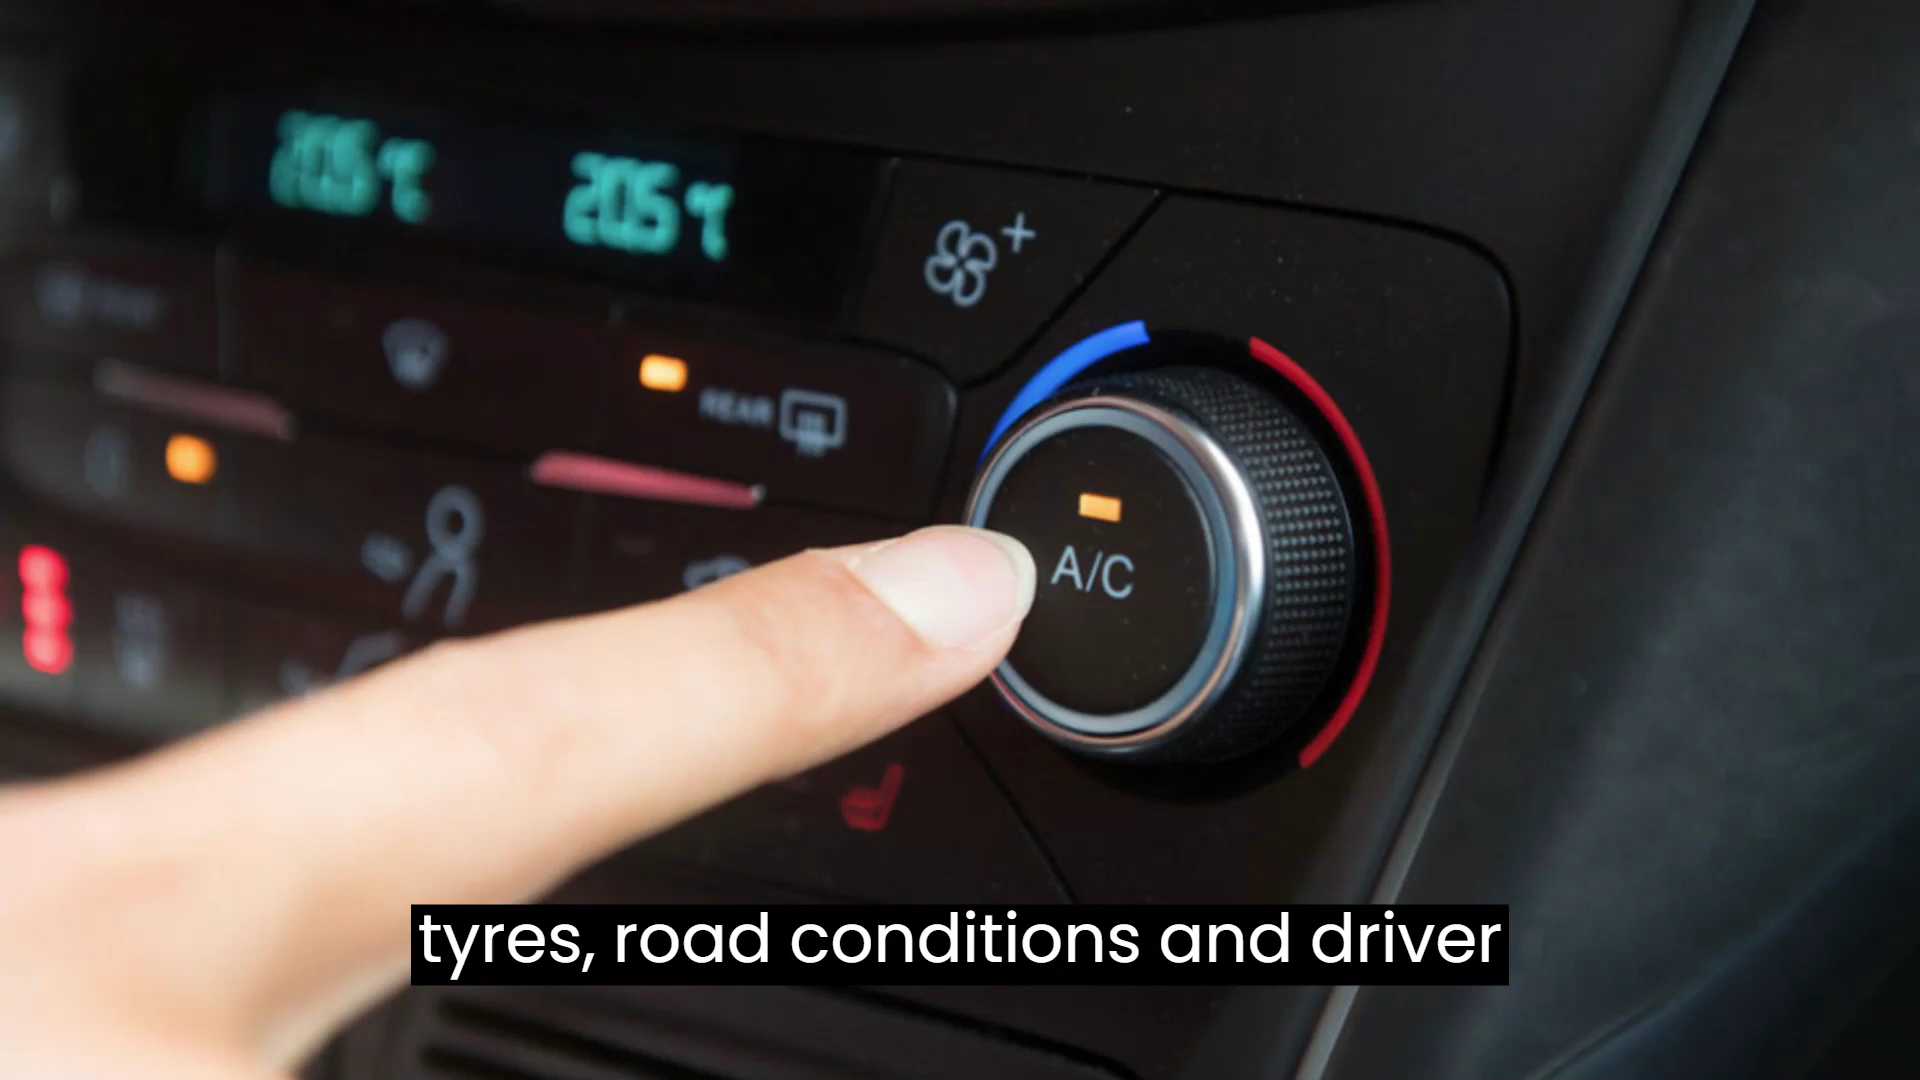 20.5 °C
20.5 °C
REAR
A/C
tyres, road conditions and driver